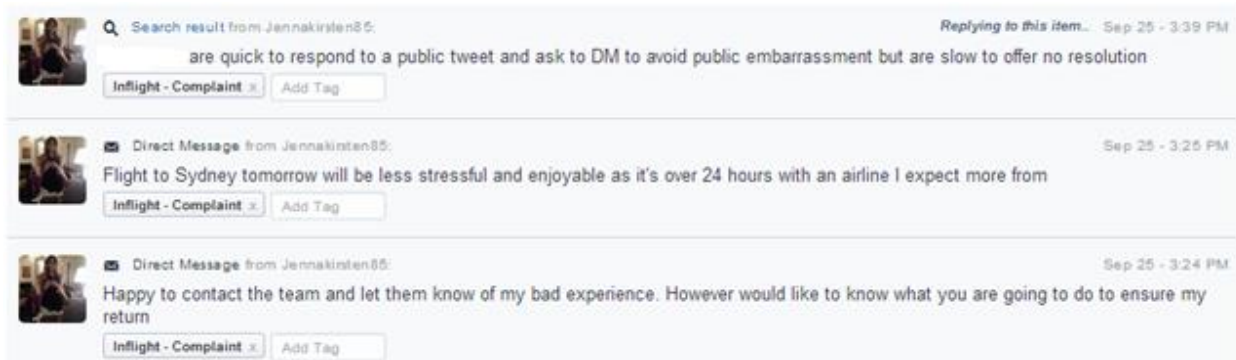 Search result from Jennakirsten85:
Replying to this item.. Sep 25 - 3:39 PM
are quick to respond to a public tweet and ask to DM to avoid public embarrassment but are slow to offer no resolution
Inflight - Complaint x Add Tag
Direct Message from Jennakirsten85: Sep 25 - 3:25 PM
Flight to Sydney tomorrow will be less stressful and enjoyable as it's over 24 hours with an airline I expect more from
Inflight - Complaint x Add Tag
Direct Message from Jennakirsten85: Sep 25 - 3:24 PM
Happy to contact the team and let them know of my bad experience. However would like to know what you are going to do to ensure my
return
Inflight - Complaint x Add Tag